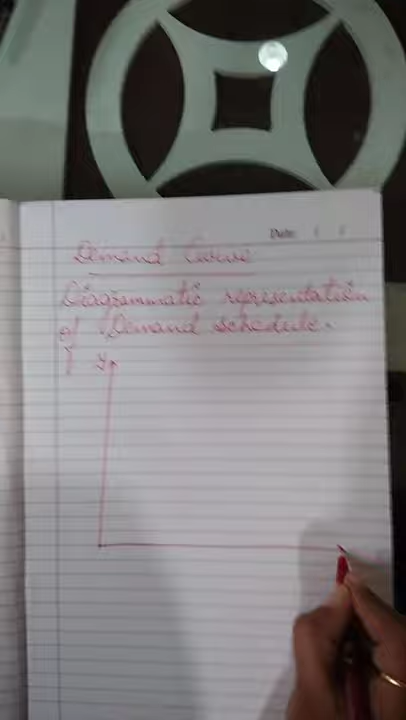 Date:
Demand Curve
Diagrammatic representation
of Demand schedule.
Y